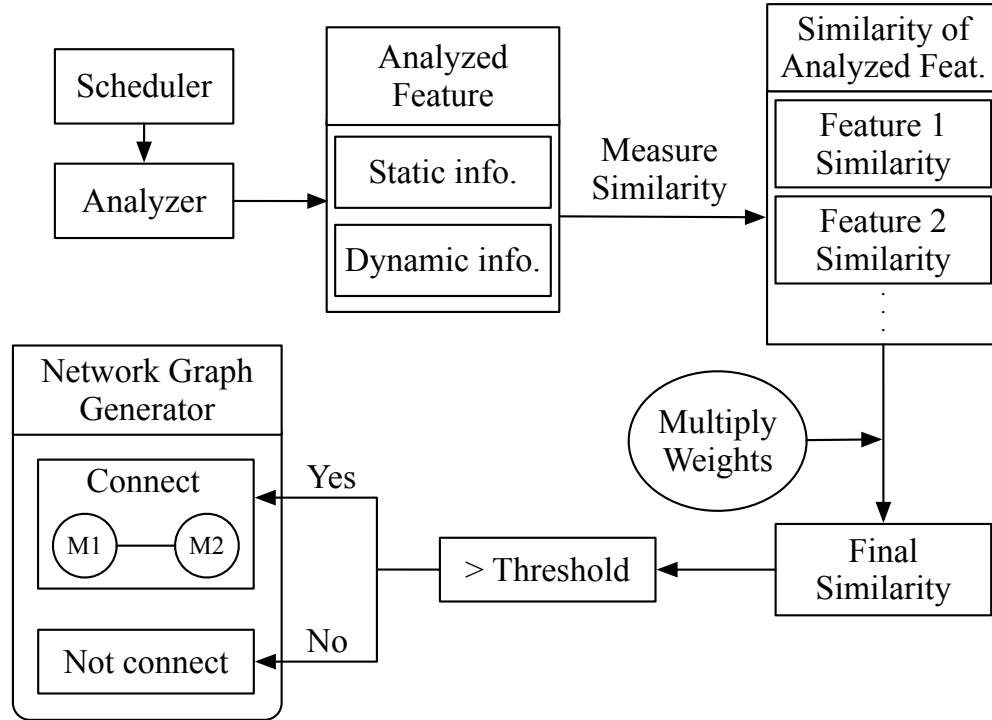 Scheduler
Analyzer
Analyzed
Feature
Static info.
Dynamic info.
Measure
Similarity
Similarity of
Analyzed Feat.
Feature 1
Similarity
Feature 2
Similarity
Multiply
Weights
Final
Similarity
> Threshold
Yes
No
Network Graph
Generator
Connect
M1
M2
Not connect